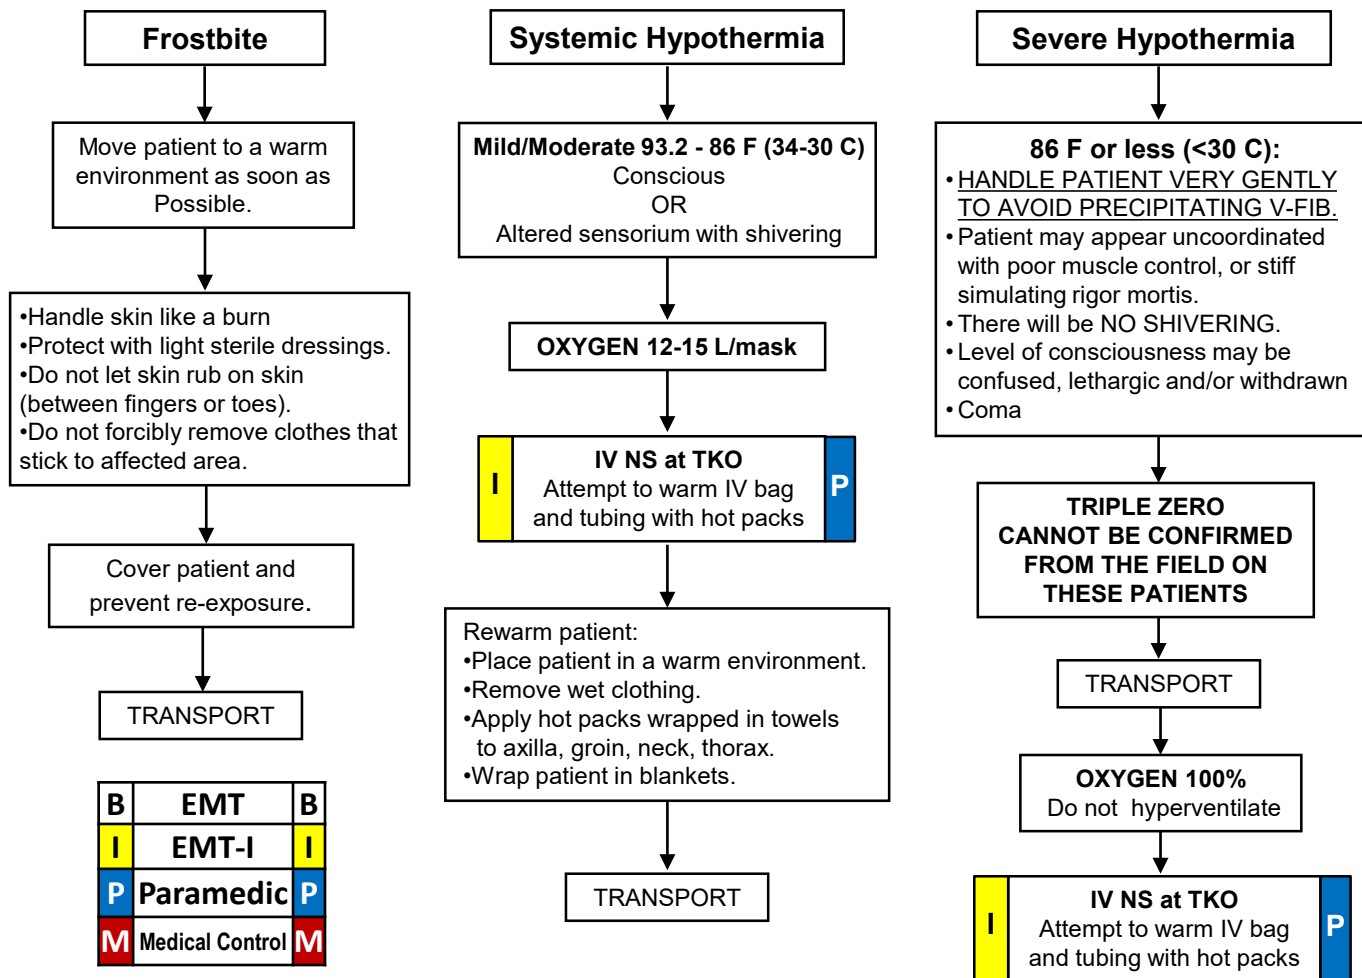 Frostbite
Move patient to a warm
environment as soon as
Possible.
•Handle skin like a burn
•Protect with light sterile dressings.
•Do not let skin rub on skin
(between fingers or toes).
•Do not forcibly remove clothes that
stick to affected area.
Cover patient and
prevent re-exposure.
TRANSPORT
B EMT B
I EMT-I I
P Paramedic P
M Medical Control M
Systemic Hypothermia
Mild/Moderate 93.2 - 86 F (34-30 C)
Conscious
OR
Altered sensorium with shivering
OXYGEN 12-15 L/mask
I
IV NS at TKO
Attempt to warm IV bag
and tubing with hot packs
P
Rewarm patient:
•Place patient in a warm environment.
•Remove wet clothing.
•Apply hot packs wrapped in towels
to axilla, groin, neck, thorax.
•Wrap patient in blankets.
TRANSPORT
Severe Hypothermia
86 F or less (<30 C):
•HANDLE PATIENT VERY GENTLY
TO AVOID PRECIPITATING V-FIB.
•Patient may appear uncoordinated
with poor muscle control, or stiff
simulating rigor mortis.
•There will be NO SHIVERING.
•Level of consciousness may be
confused, lethargic and/or withdrawn
•Coma
TRIPLE ZERO
CANNOT BE CONFIRMED
FROM THE FIELD ON
THESE PATIENTS
TRANSPORT
OXYGEN 100%
Do not hyperventilate
I
IV NS at TKO
Attempt to warm IV bag
and tubing with hot packs
P